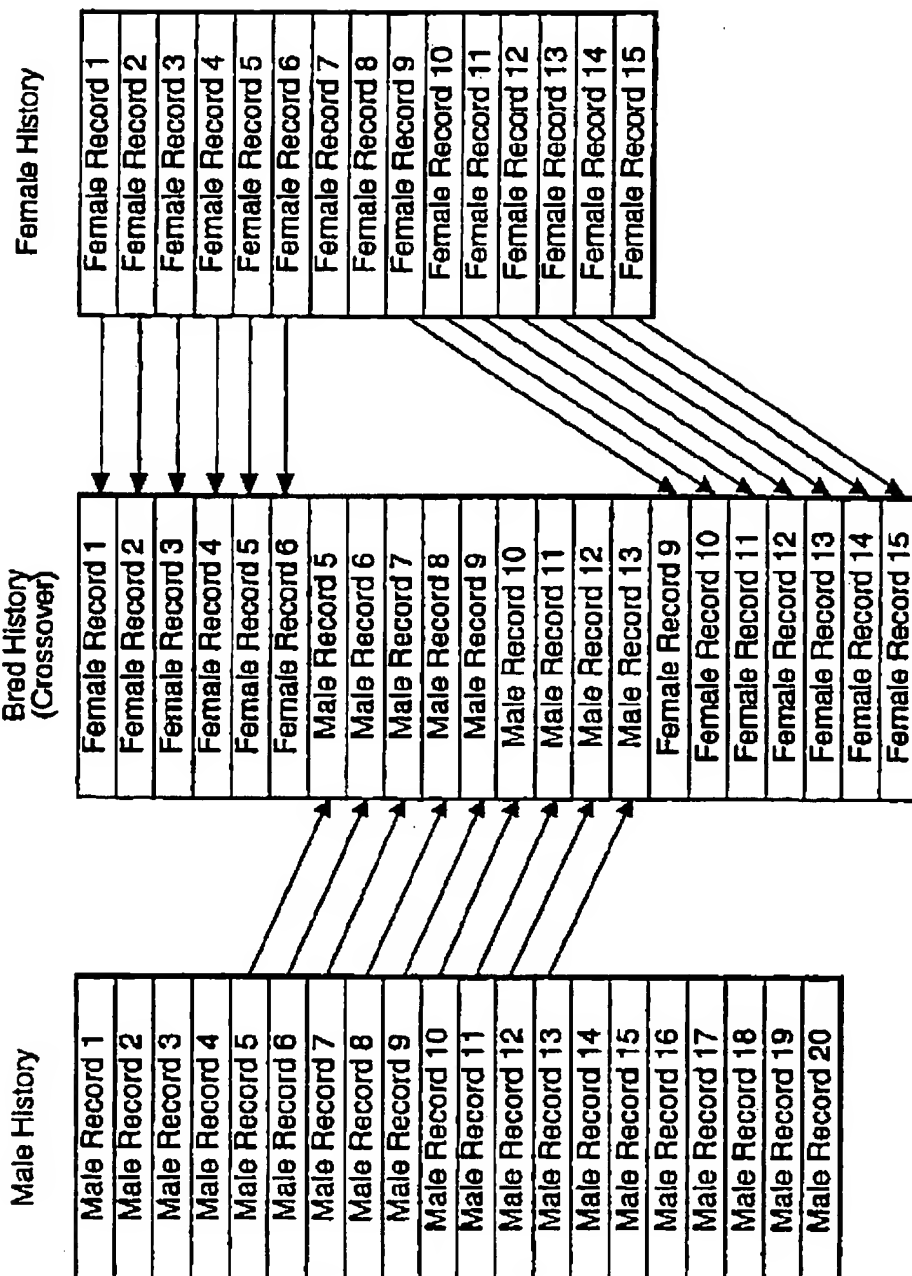 Male History
Male Record 1
Male Record 2
Male Record 3
Male Record 4
Male Record 5
Male Record 6
Male Record 7
Male Record 8
Male Record 9
Male Record 10
Male Record 11
Male Record 12
Male Record 13
Male Record 14
Male Record 15
Male Record 16
Male Record 17
Male Record 18
Male Record 19
Male Record 20
Bred History
(Crossover)
Female Record 1
Female Record 2
Female Record 3
Female Record 4
Female Record 5
Female Record 6
Male Record 5
Male Record 6
Male Record 7
Male Record 8
Male Record 9
Male Record 10
Male Record 11
Male Record 12
Male Record 13
Female Record 9
Female Record 10
Female Record 11
Female Record 12
Female Record 13
Female Record 14
Female Record 15
Female History
Female Record 1
Female Record 2
Female Record 3
Female Record 4
Female Record 5
Female Record 6
Female Record 7
Female Record 8
Female Record 9
Female Record 10
Female Record 11
Female Record 12
Female Record 13
Female Record 14
Female Record 15